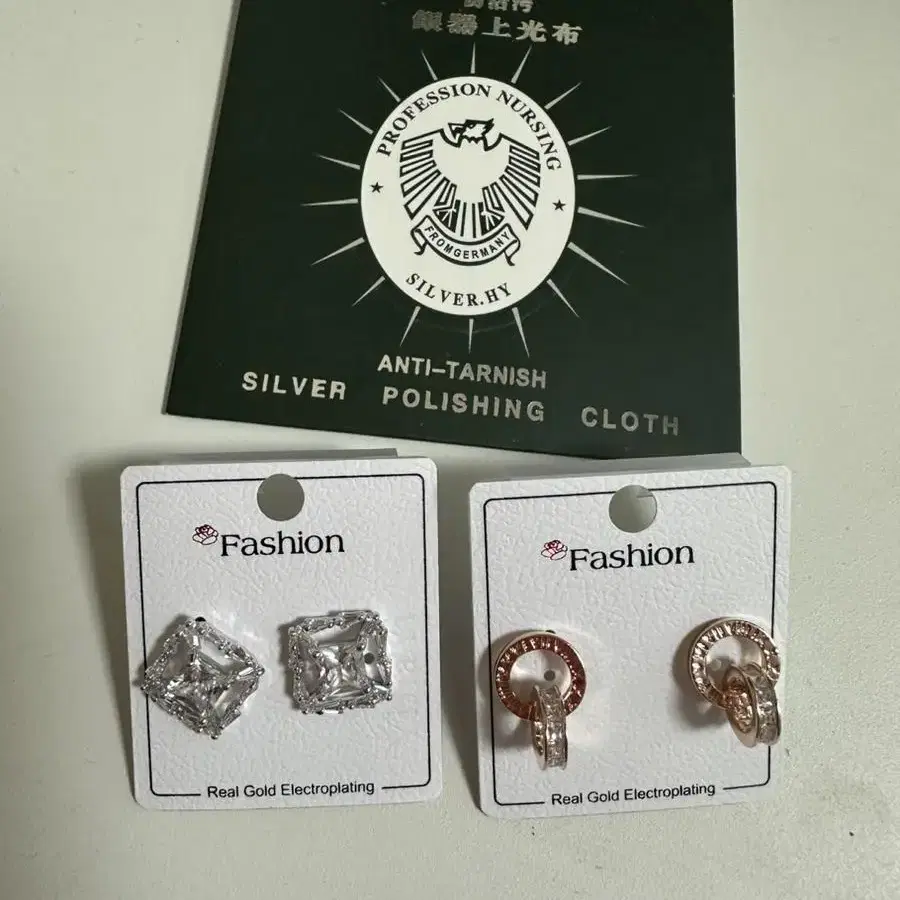 銀器上光布
PROFESSION NURSING
FROMGERMANY
SILVER.HY
ANTI-TARNISH
SILVER POLISHING CLOTH
Fashion
Real Gold Electroplating
Fashion
Real Gold Electroplating